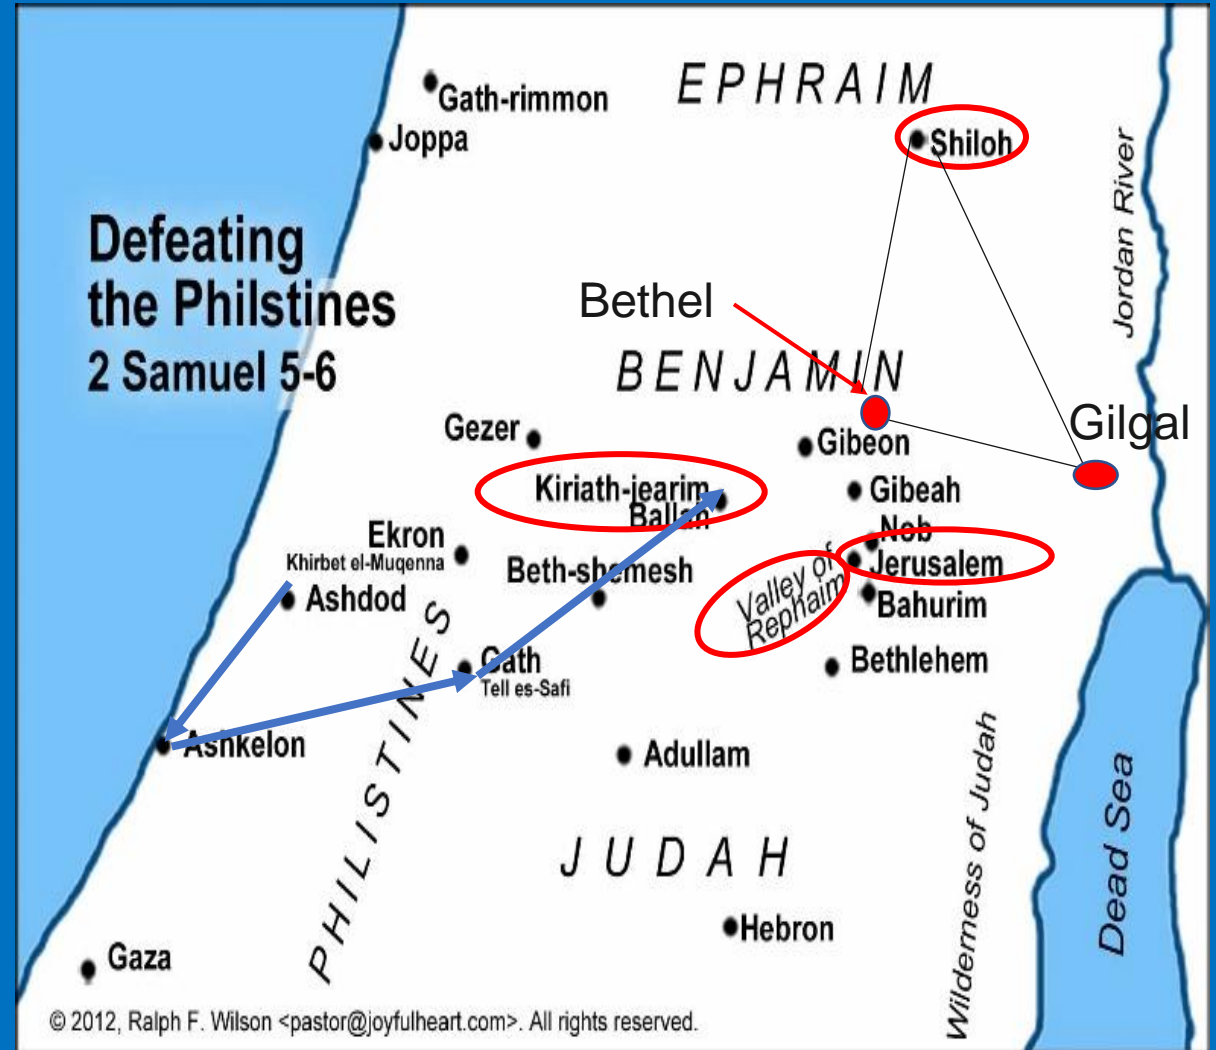 EPHRAIM
Gath-rimmon
Joppa
Shiloh
Jordan River
Defeating
the Philstines
2 Samuel 5-6
Bethel
BENJAMIN
Gilgal
Gezer
Gibeon
Kiriath-jearim
Ballah
Gibeah
Nob
Ekron
Khirbet el-Muqenna
Beth-shemesh
Jerusalem
Valley of
Rephaim
Ashdod
Bahurim
Gath
Tell es-Safi
Bethlehem
PHILISTINES
Ashkelon
Adullam
Wilderness of Judah
Dead Sea
JUDAH
Hebron
Gaza
© 2012, Ralph F. Wilson <pastor@joyfulheart.com>. All rights reserved.